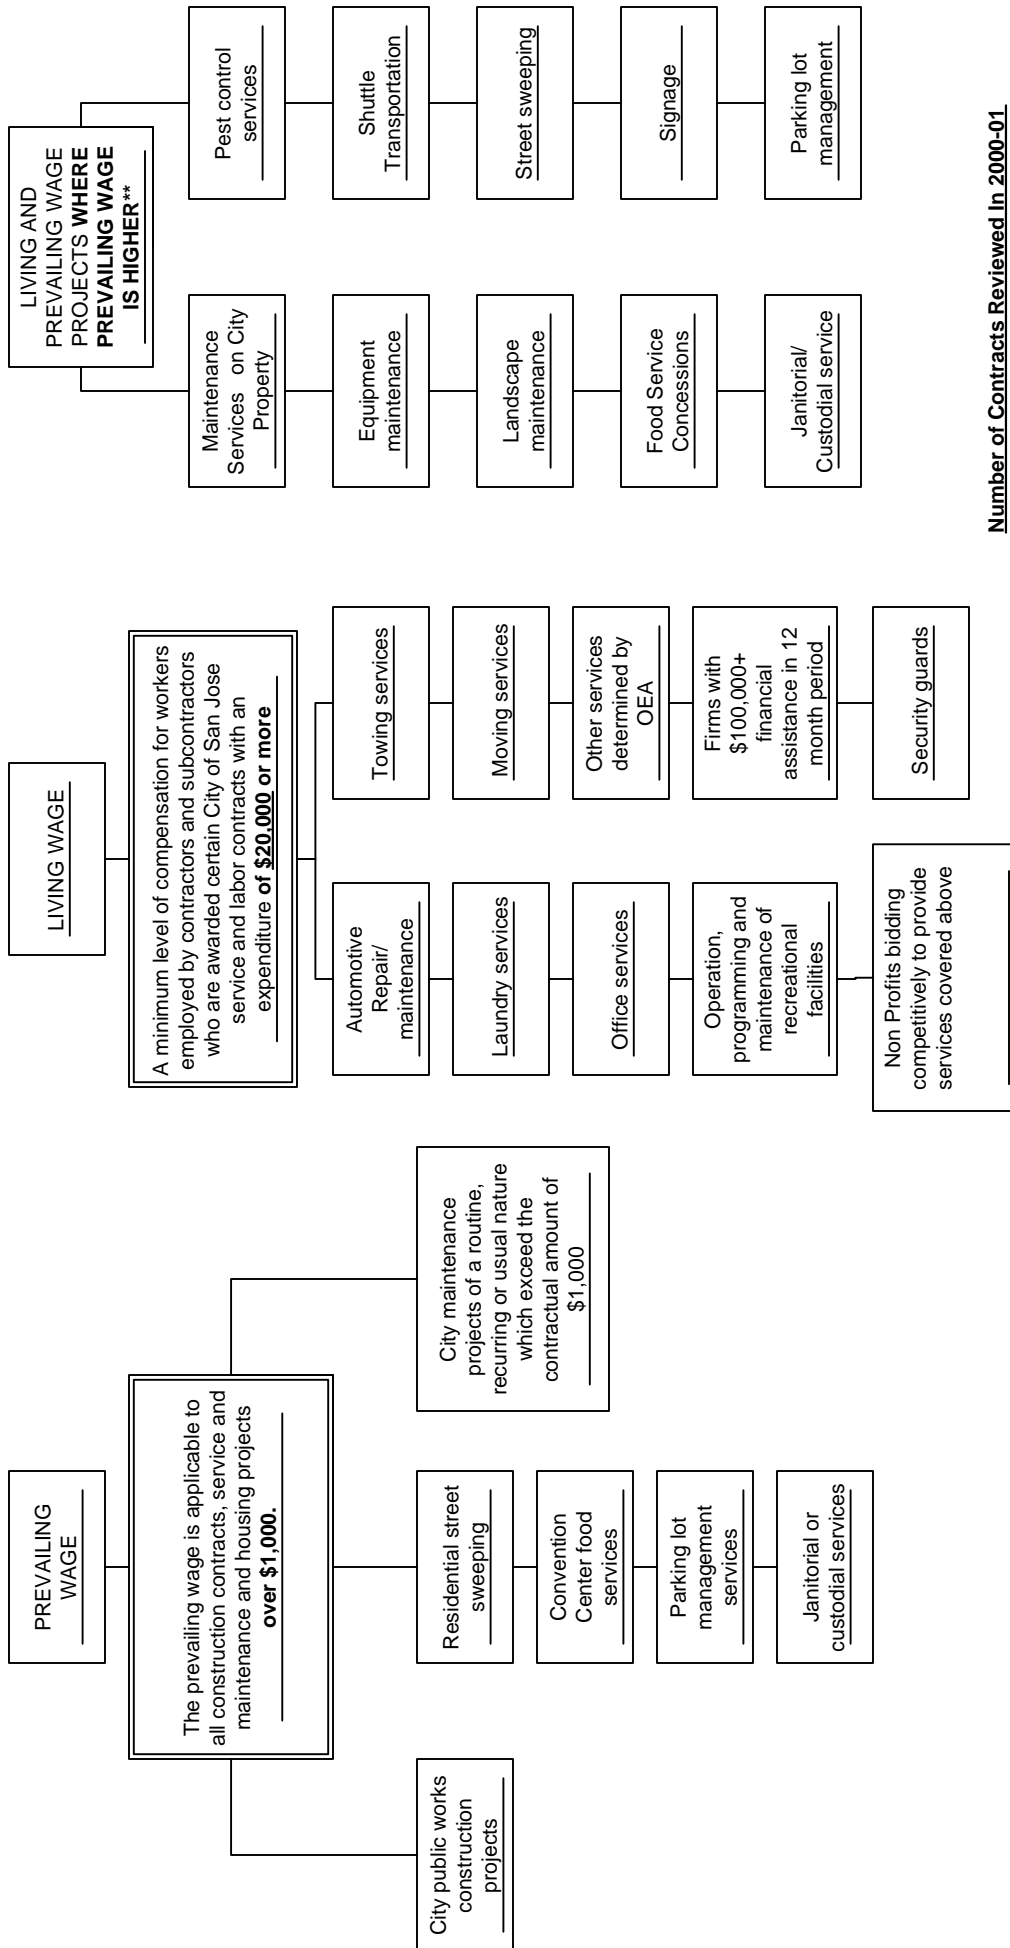 PREVAILING
WAGE
The prevailing wage is applicable to
all construction contracts, service and
maintenance and housing projects
over $1,000.
City public works
construction
projects
Residential street
sweeping
Convention
Center food
services
Parking lot
management
services
Janitorial or
custodial services
City maintenance
projects of a routine,
recurring or usual nature
which exceed the
contractual amount of
$1,000
LIVING WAGE
A minimum level of compensation for workers
employed by contractors and subcontractors
who are awarded certain City of San Jose
service and labor contracts with an
expenditure of $20,000 or more
Automotive
Repair/
maintenance
Laundry services
Office services
Operation,
programming and
maintenance of
recreational
facilities
Non Profits bidding
competitively to provide
services covered above
Towing services
Moving services
Other services
determined by
OEA
Firms with
$100,000+
financial
assistance in 12
month period
Security guards
LIVING AND
PREVAILING WAGE
PROJECTS WHERE
PREVAILING WAGE
IS HIGHER**
Maintenance
Services on City
Property
Equipment
maintenance
Landscape
maintenance
Food Service
Concessions
Janitorial/
Custodial service
Pest control
services
Shuttle
Transportation
Street sweeping
Signage
Parking lot
management
Number of Contracts Reviewed In 2000-01